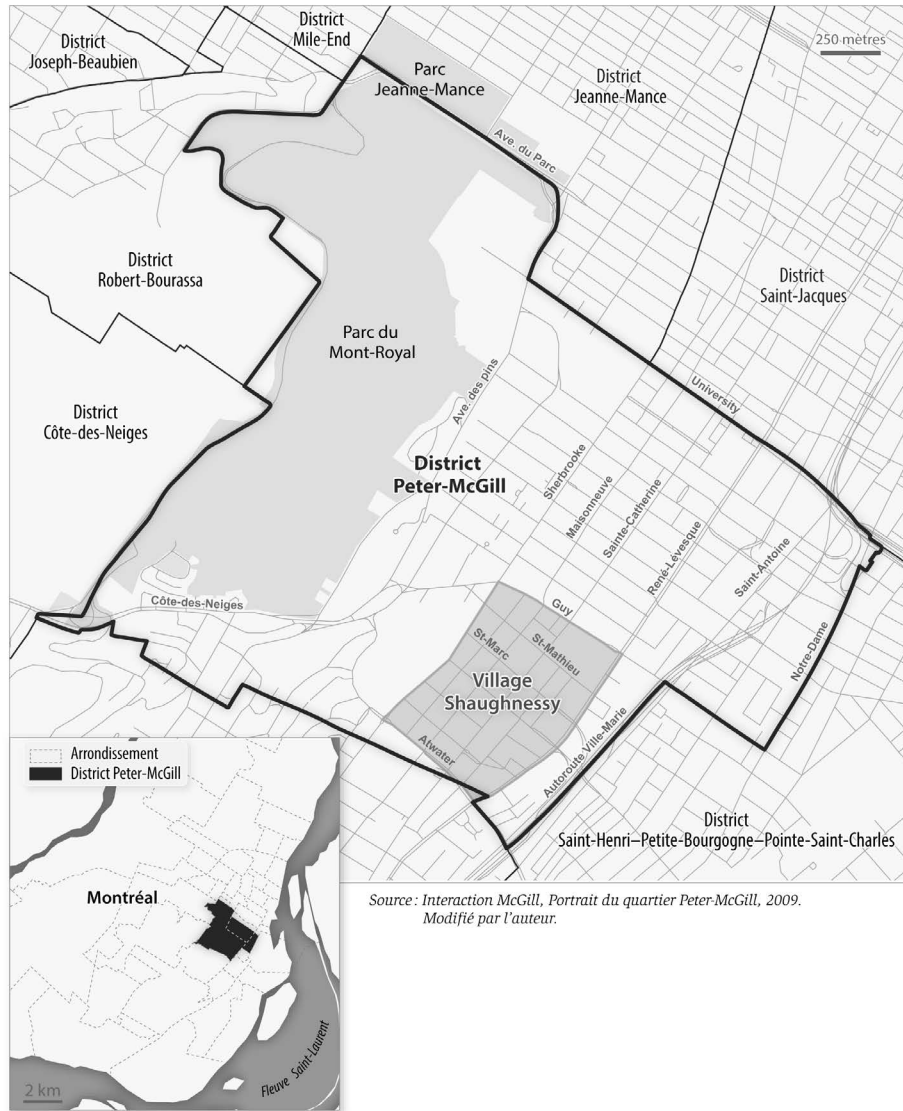 District
Joseph-Beaubien
District
Mile-End
Parc
Jeanne-Mance
District
Jeanne-Mance
250 mètres
Ave. du Parc
District
Robert-Bourassa
District
Saint-Jacques
Parc du
Mont-Royal
Ave. des pins
University
District
Côte-des-Neiges
District
Peter-McGill
Sherbrooke
Maisonneuve
Sainte-Catherine
René-Lévesque
Saint-Antoine
Notre-Dame
Côte-des-Neiges
Guy
St-Marc
St-Mathieu
Village
Shaughnessy
Atwater
Autoroute Ville-Marie
District
Saint-Henri–Petite-Bourgogne–Pointe-Saint-Charles
Arrondissement
District Peter-McGill
Montréal
Fleuve Saint-Laurent
2 km
Source : Interaction McGill, Portrait du quartier Peter-McGill, 2009.
Modifié par l'auteur.